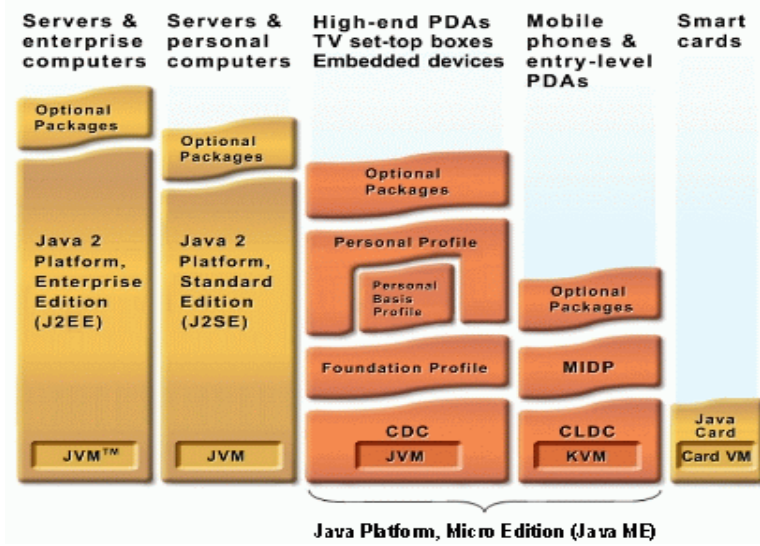 Servers &
enterprise
computers
Servers &
personal
computers
High-end PDAs
TV set-top boxes
Embedded devices
Mobile
phones &
entry-level
PDAs
Smart
cards
Optional
Packages
Java 2
Platform,
Enterprise
Edition
(J2EE)
JVM™
Optional
Packages
Java 2
Platform,
Standard
Edition
(J2SE)
JVM
Optional
Packages
Personal Profile
Personal
Basis
Profile
Foundation Profile
CDC
JVM
Optional
Packages
MIDP
CLDC
KVM
Java
Card
Card VM
Java Platform, Micro Edition (Java ME)